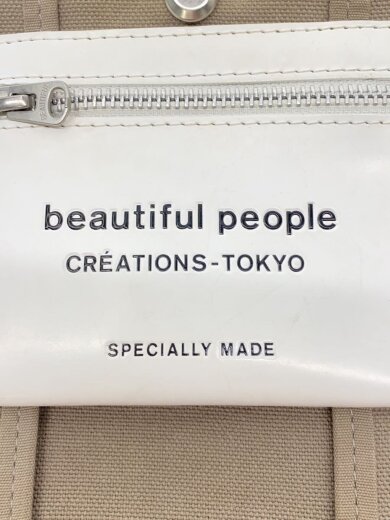 beautiful people
CRÉATIONS-TOKYO
SPECIALLY MADE